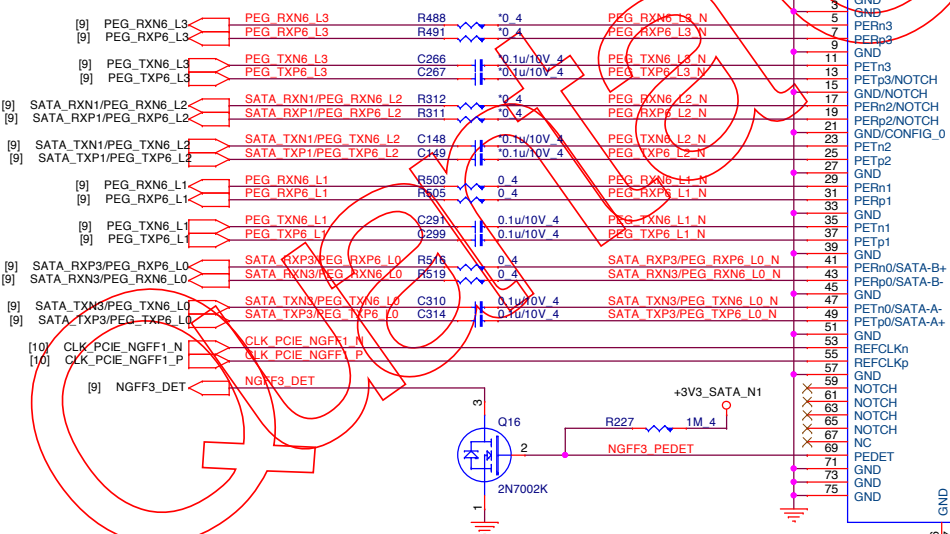 GND
3
GND
[9] PEG_RXN6_L3 PEG_RXN6_L3 R488 *0_4 PEG_RXN6_L3_N 5 PERn3
[9] PEG_RXP6_L3 PEG_RXP6_L3 R491 *0_4 PEG_RXP6_L3_N 7 PERp3
9 GND
[9] PEG_TXN6_L3 PEG_TXN6_L3 C266 *0.1u/10V_4 PEG_TXN6_L3_N 11 PETn3
[9] PEG_TXP6_L3 PEG_TXP6_L3 C267 *0.1u/10V_4 PEG_TXP6_L3_N 13 PETp3/NOTCH
15 GND/NOTCH
[9] SATA_RXN1/PEG_RXN6_L2 SATA_RXN1/PEG_RXN6_L2 R312 *0_4 PEG_RXN6_L2_N 17 PERn2/NOTCH
[9] SATA_RXP1/PEG_RXP6_L2 SATA_RXP1/PEG_RXP6_L2 R311 *0_4 PEG_RXP6_L2_N 19 PERp2/NOTCH
21 GND/CONFIG_0
[9] SATA_TXN1/PEG_TXN6_L2 SATA_TXN1/PEG_TXN6_L2 C148 *0.1u/10V_4 PEG_TXN6_L2_N 23 PETn2
[9] SATA_TXP1/PEG_TXP6_L2 SATA_TXP1/PEG_TXP6_L2 C149 *0.1u/10V_4 PEG_TXP6_L2_N 25 PETp2
27 GND
[9] PEG_RXN6_L1 PEG_RXN6_L1 R503 0_4 PEG_RXN6_L1_N 29 PERn1
[9] PEG_RXP6_L1 PEG_RXP6_L1 R505 0_4 PEG_RXP6_L1_N 31 PERp1
33 GND
[9] PEG_TXN6_L1 PEG_TXN6_L1 C291 0.1u/10V_4 PEG_TXN6_L1_N 35 PETn1
[9] PEG_TXP6_L1 PEG_TXP6_L1 C299 0.1u/10V_4 PEG_TXP6_L1_N 37 PETp1
39 GND
[9] SATA_RXP3/PEG_RXP6_L0 SATA_RXP3/PEG_RXP6_L0 R516 0_4 SATA_RXP3/PEG_RXP6_L0_N 41 PERn0/SATA-B+
[9] SATA_RXN3/PEG_RXN6_L0 SATA_RXN3/PEG_RXN6_L0 R519 0_4 SATA_RXN3/PEG_RXN6_L0_N 43 PERp0/SATA-B-
45 GND
[9] SATA_TXN3/PEG_TXN6_L0 SATA_TXN3/PEG_TXN6_L0 C310 0.1u/10V_4 SATA_TXN3/PEG_TXN6_L0_N 47 PETn0/SATA-A-
[9] SATA_TXP3/PEG_TXP6_L0 SATA_TXP3/PEG_TXP6_L0 C314 0.1u/10V_4 SATA_TXP3/PEG_TXP6_L0_N 49 PETp0/SATA-A+
51 GND
[10] CLK_PCIE_NGFF1_N CLK_PCIE_NGFF1_N 53 REFCLKn
[10] CLK_PCIE_NGFF1_P CLK_PCIE_NGFF1_P 55 REFCLKp
57 GND
[9] NGFF3_DET NGFF3_DET 59 NOTCH
+3V3_SATA_N1 61 NOTCH
3 63 NOTCH
Q16 R227 1M_4 65 NOTCH
67 NC
2 NGFF3_PEDET 69 PEDET
71 GND
73 GND
2N7002K 75 GND
1
GND